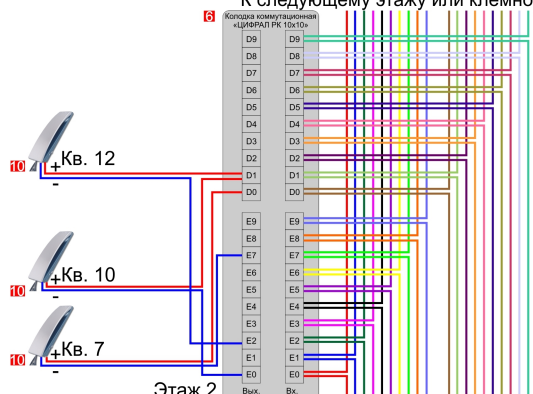 К следующему этажу или клемно
6
Колодка коммутационная
«ЦИФРАЛ РК 10х10»
D9 D9
D8 D8
D7 D7
D6 D6
D5 D5
D4 D4
D3 D3
D2 D2
D1 D1
D0 D0
E9 E9
E8 E8
E7 E7
E6 E6
E5 E5
E4 E4
E3 E3
E2 E2
E1 E1
E0 E0
Вых. Вх.
10 + Кв. 12
-
10 + Кв. 10
-
10 + Кв. 7
-
Этаж 2